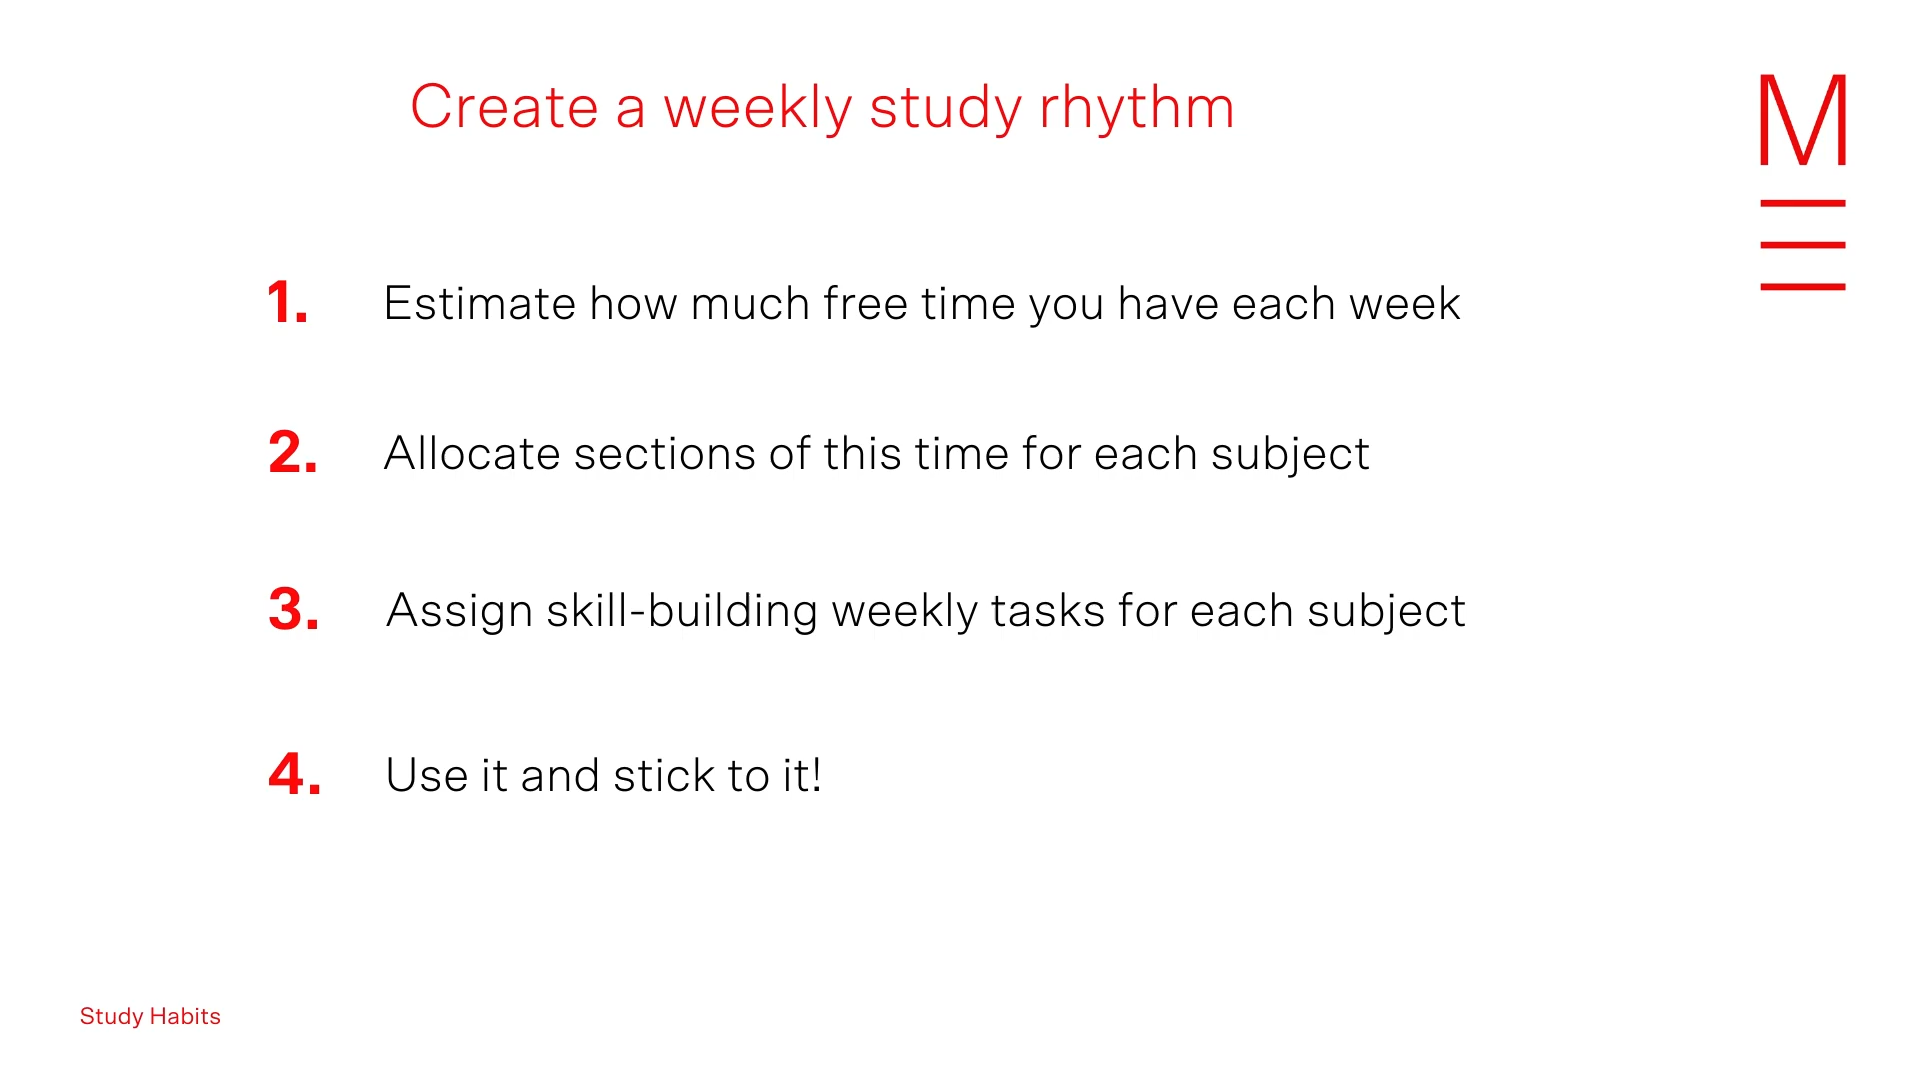 Create a weekly study rhythm
M
1. Estimate how much free time you have each week
2. Allocate sections of this time for each subject
3. Assign skill-building weekly tasks for each subject
4. Use it and stick to it!
Study Habits